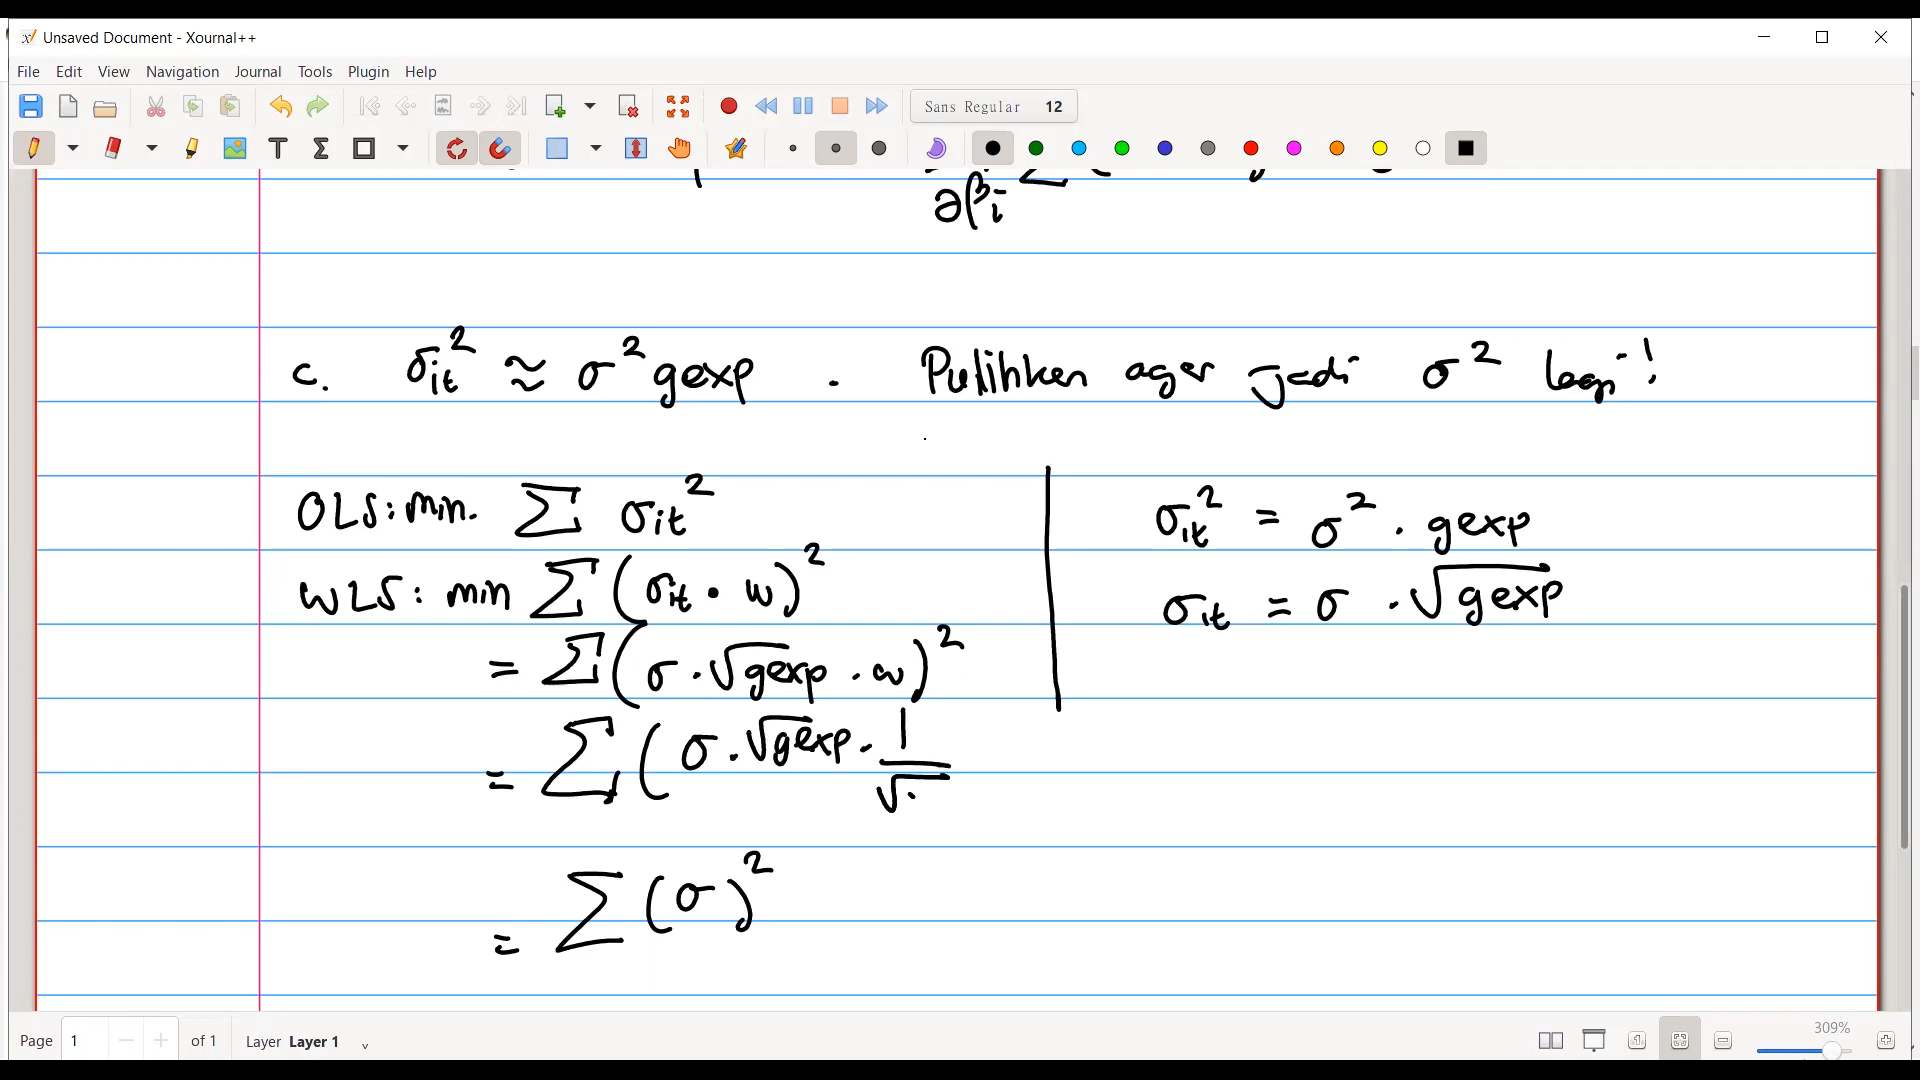 Unsaved Document - Xournal++
File Edit View Navigation Journal Tools Plugin Help
Sans Regular 12
∂βi Σ (
c. σit² ≈ σ² gexp . Pulihkan agar jadi σ² lagi!
OLS: min. Σ σit²
WLS: min Σ (σit • w)²
= Σ (σ . √gexp . w)²
= Σ (σ . √gexp . 1/√.
= Σ (σ)²
σit² = σ² . gexp
σit = σ . √gexp
Page 1 of 1 Layer Layer 1
309%